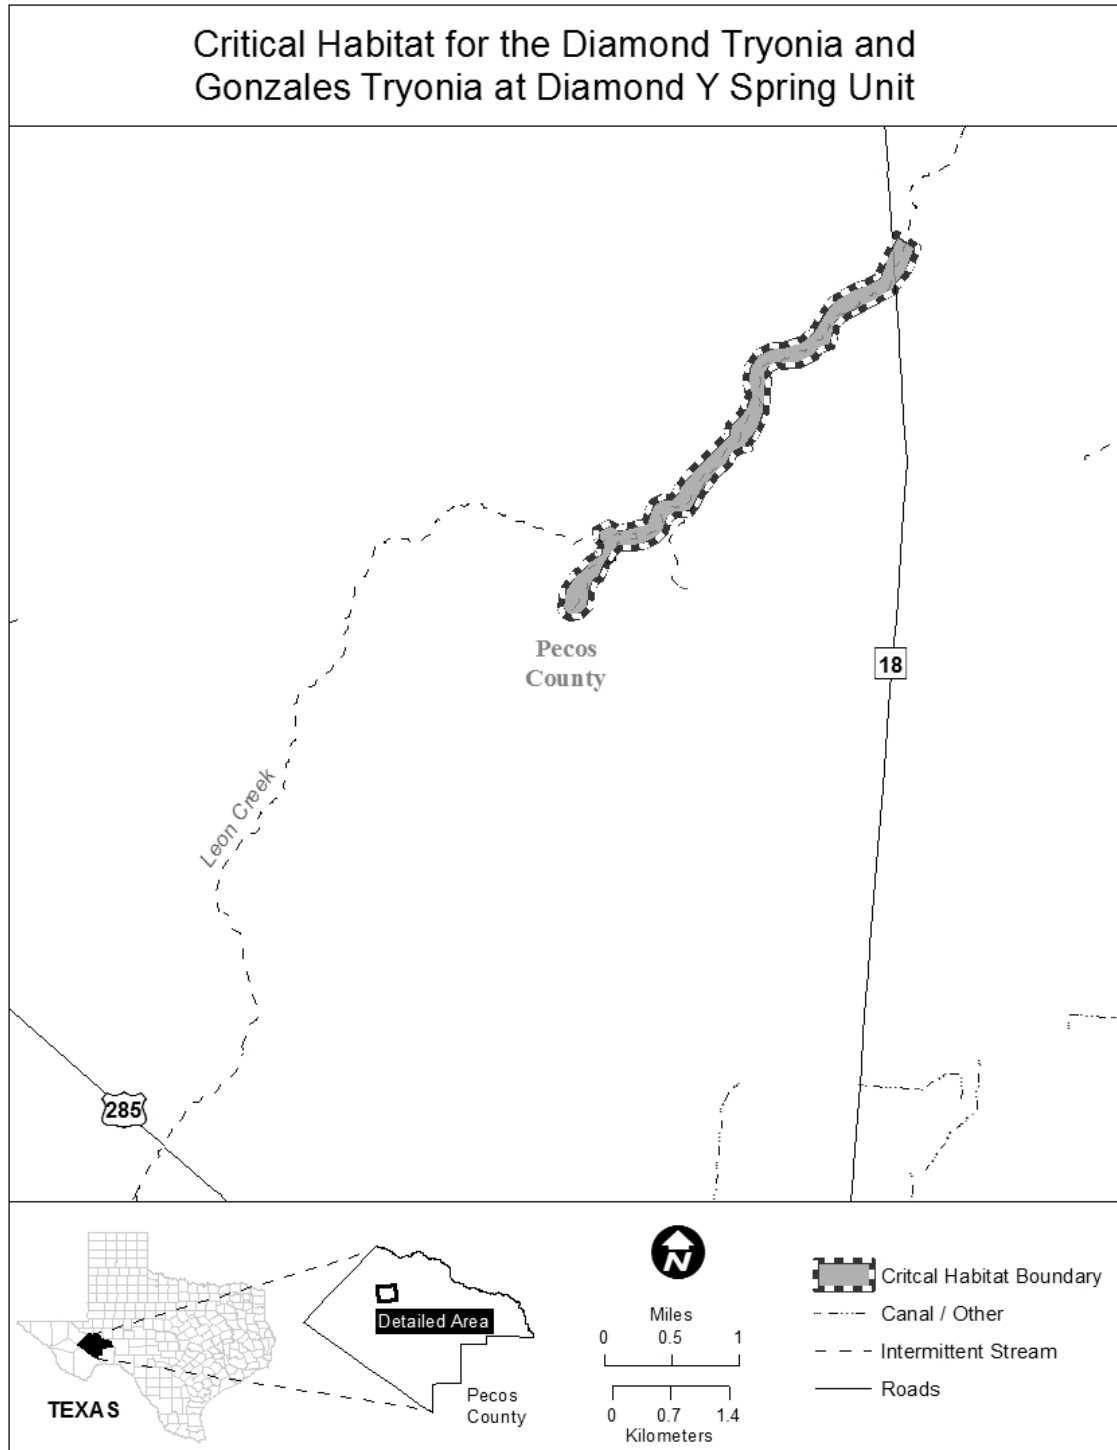 Critical Habitat for the Diamond Tryonia and
Gonzales Tryonia at Diamond Y Spring Unit
Pecos
County
18
Leon Creek
285
TEXAS
Detailed Area
Pecos
County
N
Miles
0 0.5 1
0 0.7 1.4
Kilometers
Critcal Habitat Boundary
Canal / Other
Intermittent Stream
Roads